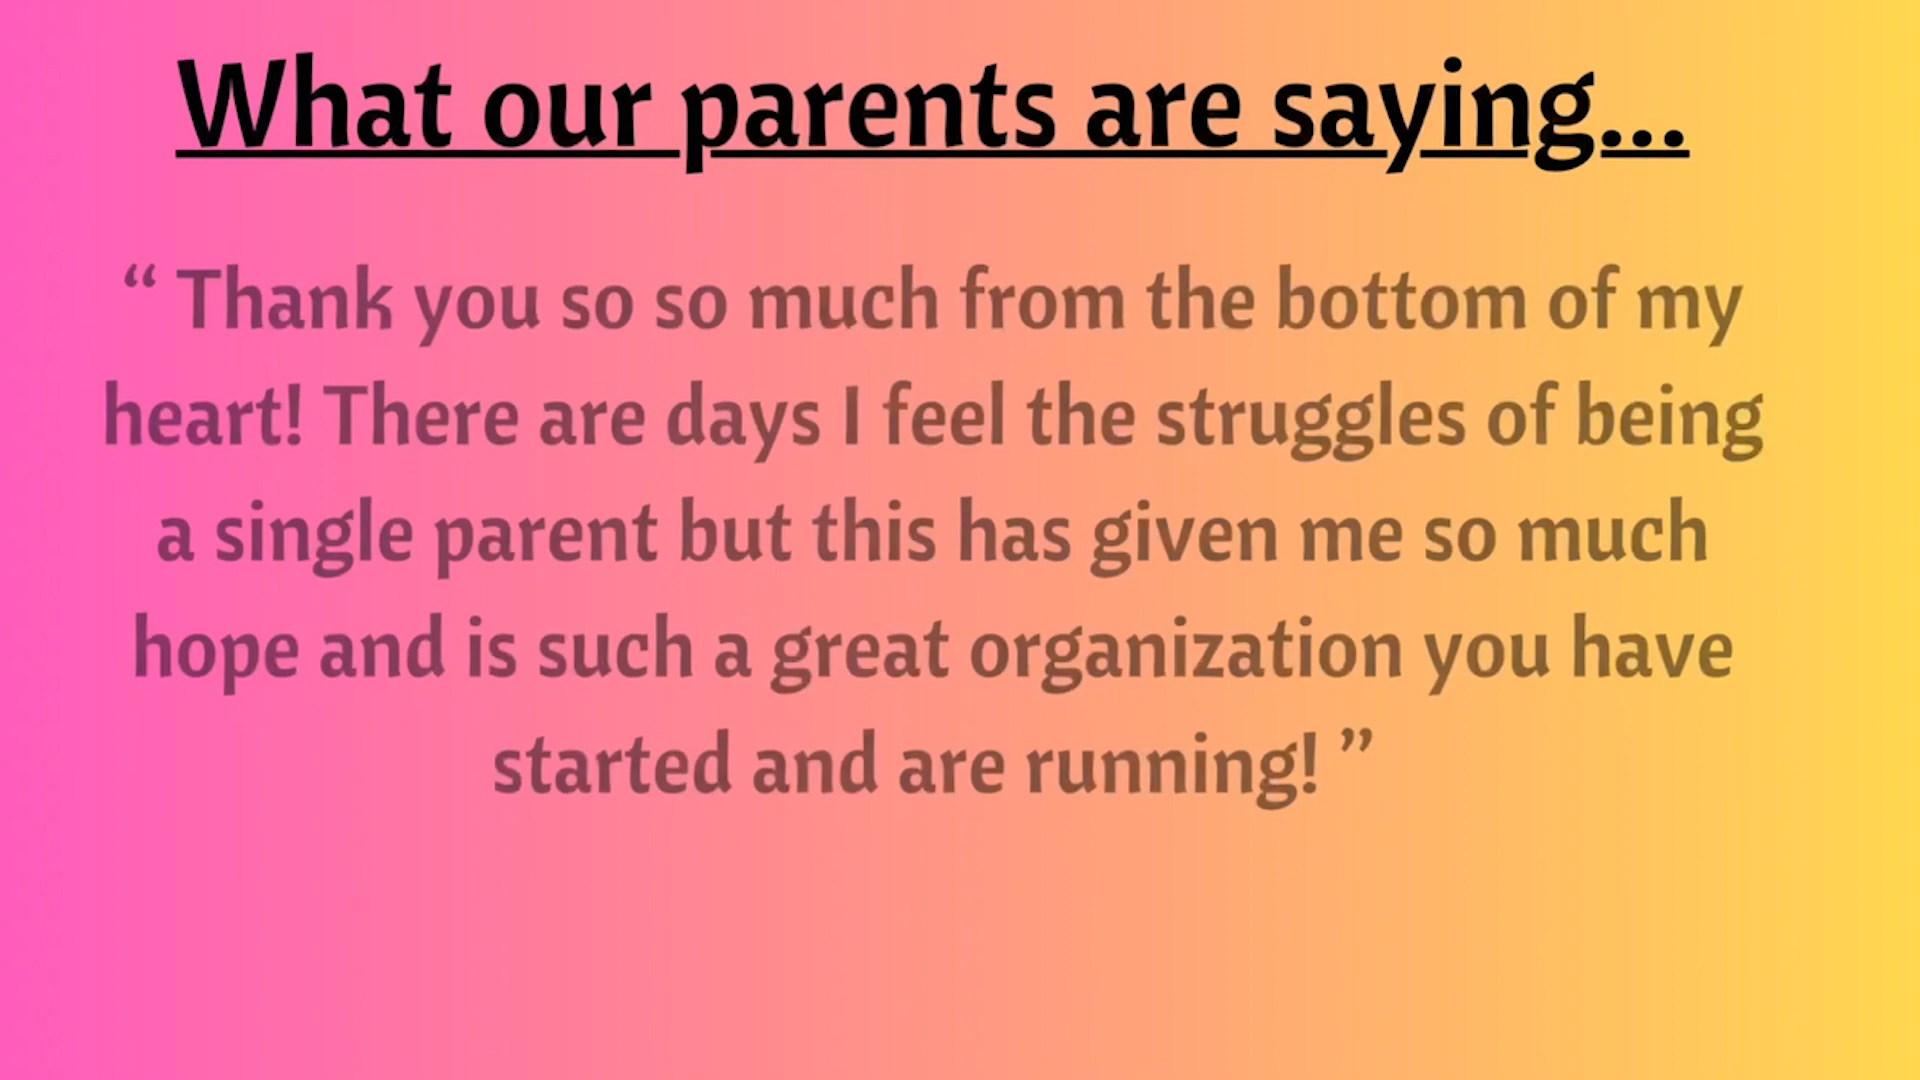 What our parents are saying...
“ Thank you so so much from the bottom of my
heart! There are days I feel the struggles of being
a single parent but this has given me so much
hope and is such a great organization you have
started and are running! ”